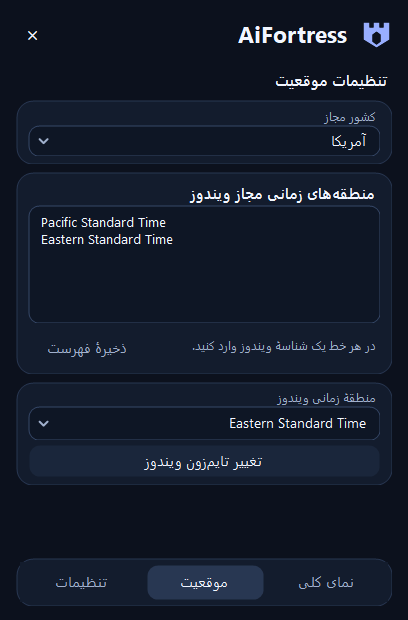 AiFortress
تنظیمات موقعیت
کشور مجاز
آمریکا
منطقه‌های زمانی مجاز ویندوز
Pacific Standard Time
Eastern Standard Time
در هر خط یک شناسهٔ ویندوز وارد کنید.
ذخیرهٔ فهرست
منطقهٔ زمانی ویندوز
Eastern Standard Time
تغییر تایم‌زون ویندوز
نمای کلی
موقعیت
تنظیمات